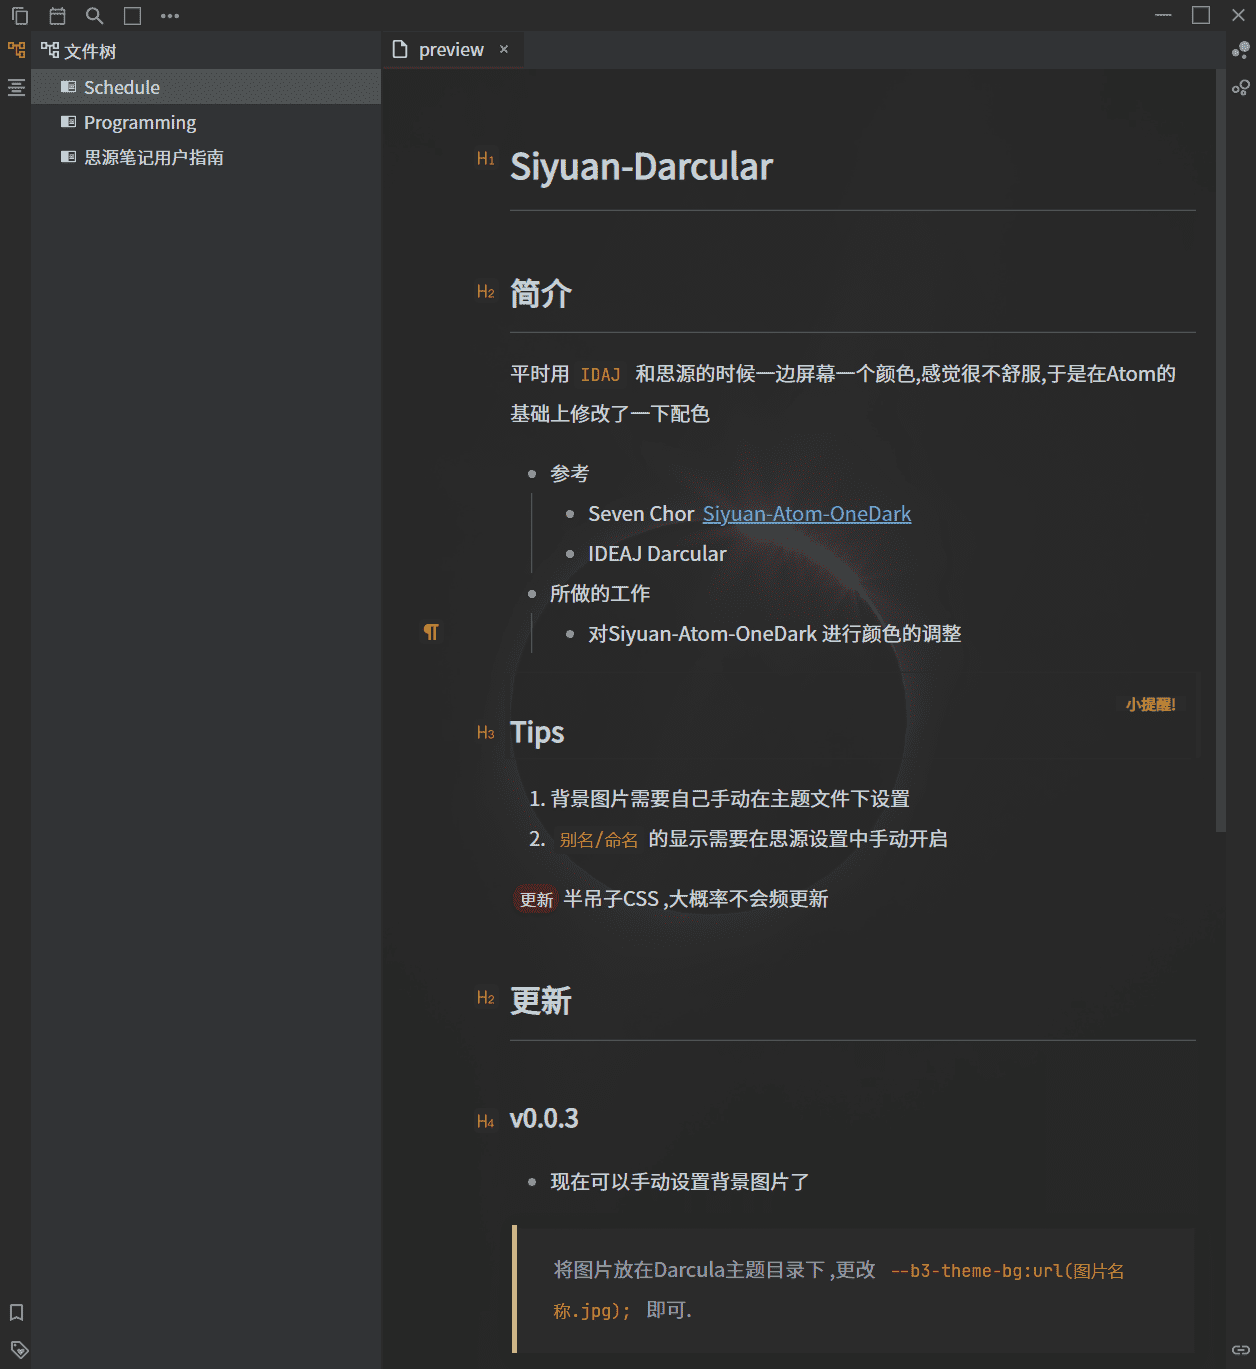 文件树
Schedule
Programming
思源笔记用户指南
preview
H1 Siyuan-Darcular
H2 简介
平时用 IDAJ 和思源的时候一边屏幕一个颜色,感觉很不舒服,于是在Atom的
基础上修改了一下配色
参考
Seven Chor Siyuan-Atom-OneDark
IDEAJ Darcular
所做的工作
对Siyuan-Atom-OneDark 进行颜色的调整
小提醒!
H3 Tips
1. 背景图片需要自己手动在主题文件下设置
2. 别名/命名 的显示需要在思源设置中手动开启
更新 半吊子CSS ,大概率不会频更新
H2 更新
H4 v0.0.3
现在可以手动设置背景图片了
将图片放在Darcula主题目录下 ,更改 --b3-theme-bg:url(图片名
称.jpg); 即可.